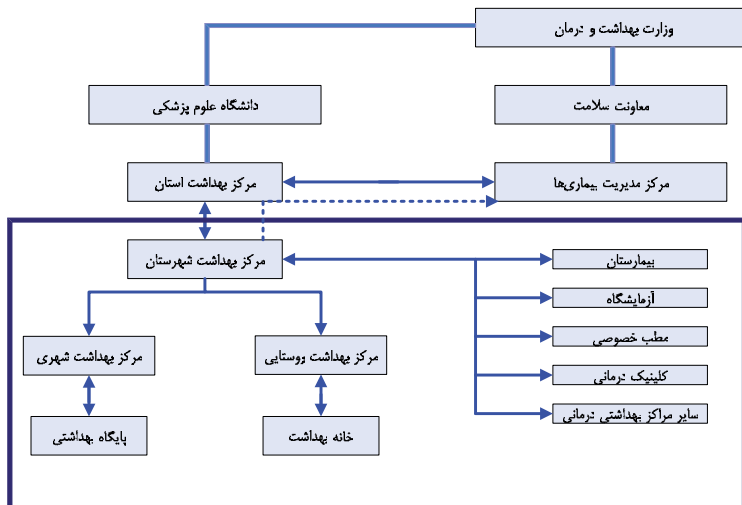 وزارت بهداشت و درمان
معاونت سلامت
دانشگاه علوم پزشکی
مرکز مدیریت بیماری‌ها
مرکز بهداشت استان
مرکز بهداشت شهرستان
بیمارستان
آزمایشگاه
مطب خصوصی
کلینیک درمانی
سایر مراکز بهداشتی درمانی
مرکز بهداشت روستایی
مرکز بهداشت شهری
خانه بهداشت
پایگاه بهداشتی